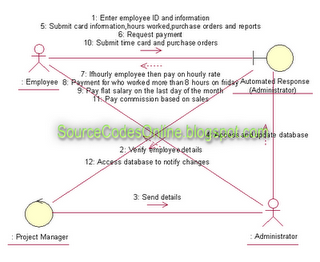 1: Enter employee ID and information
5: Submit card information,hours worked,purchase orders and reports
6: Request payment
10: Submit time card and purchase orders
: Employee
Automated Response
(Administrator)
7: Ifhourly employee then pay on hourly rate
8: Payment for who worked more than 8 hours on friday
9: Pay flat salary on the last day of the month
11: Pay commission based on sales
SourceCodesOnline.blogspot.com
4: Access and update database
2: Verify employee details
12: Access database to notify changes
3: Send details
: Project Manager
: Administrator